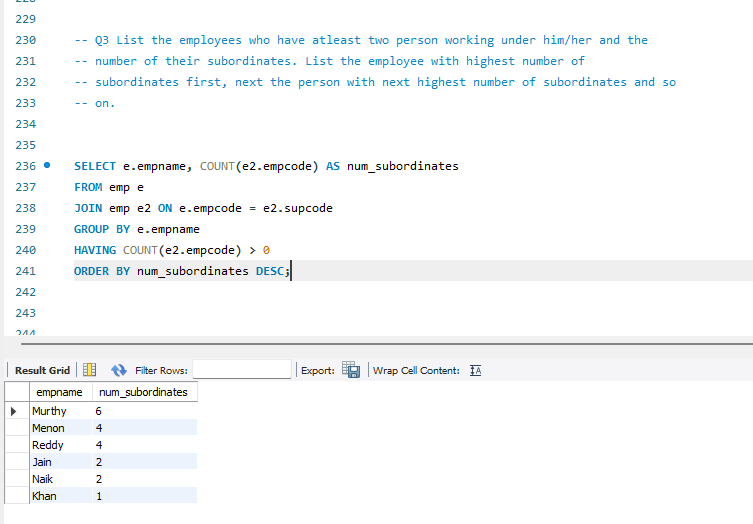 229
230 -- Q3 List the employees who have atleast two person working under him/her and the
231 -- number of their subordinates. List the employee with highest number of
232 -- subordinates first, next the person with next highest number of subordinates and so
233 -- on.
234
235
236 SELECT e.empname, COUNT(e2.empcode) AS num_subordinates
237 FROM emp e
238 JOIN emp e2 ON e.empcode = e2.supcode
239 GROUP BY e.empname
240 HAVING COUNT(e2.empcode) > 0
241 ORDER BY num_subordinates DESC;
242
243
Result Grid Filter Rows: Export: Wrap Cell Content:
empname num_subordinates
Murthy 6
Menon 4
Reddy 4
Jain 2
Naik 2
Khan 1